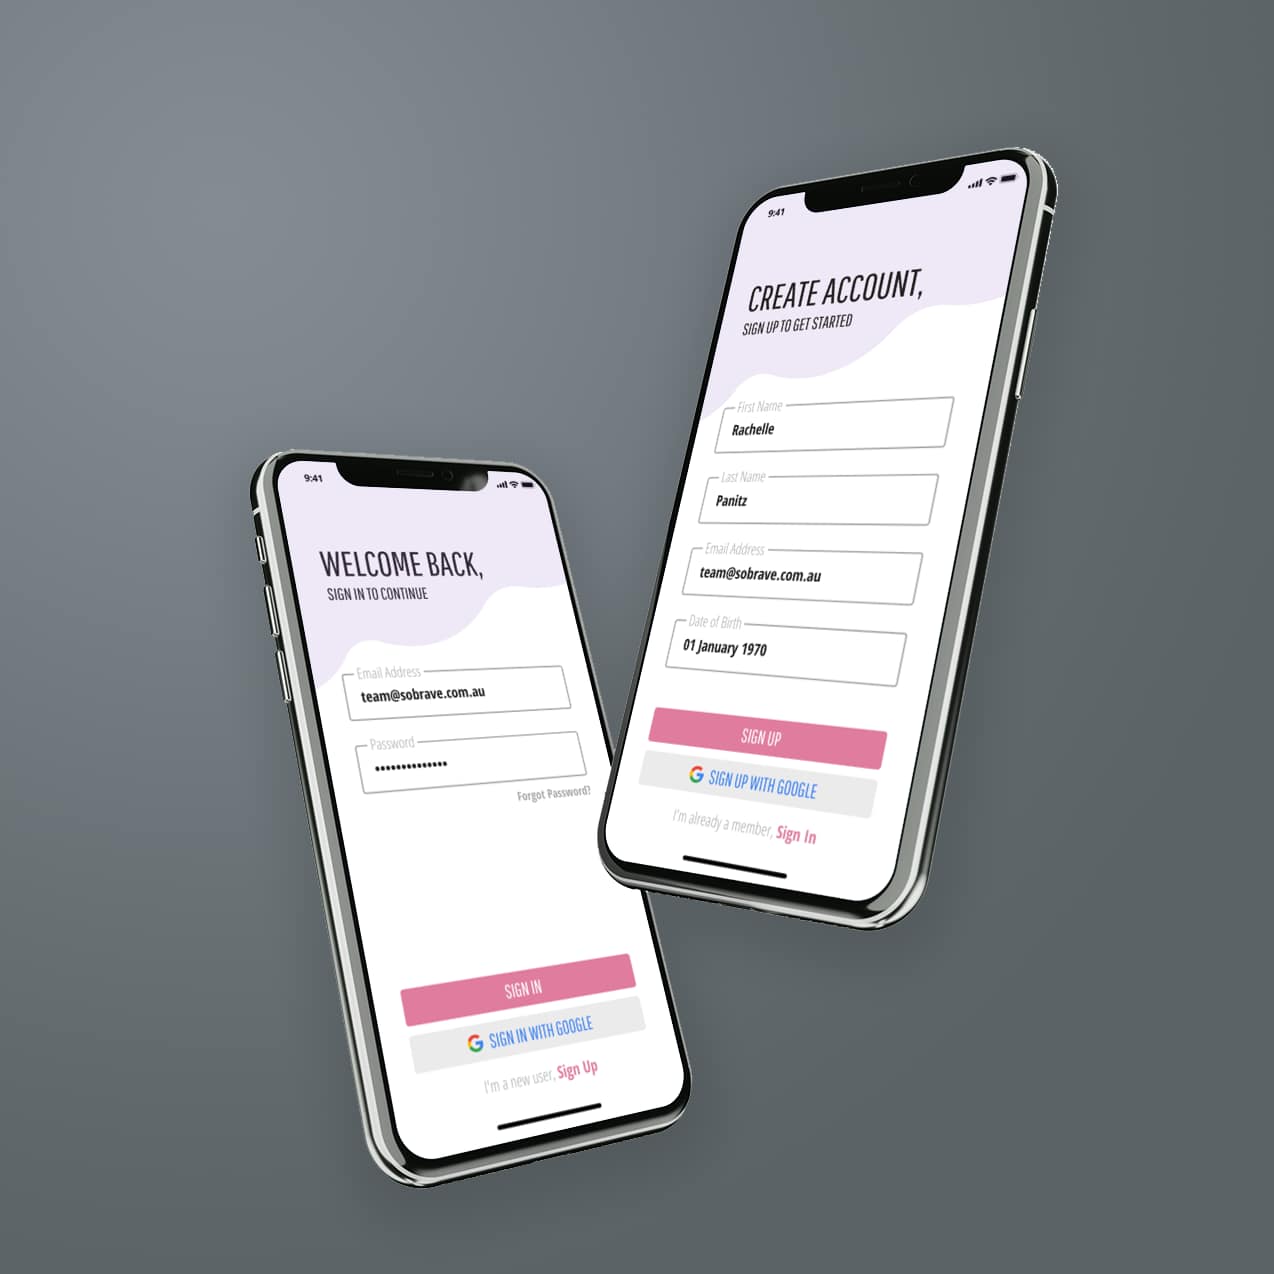 9:41
WELCOME BACK,
SIGN IN TO CONTINUE
Email Address
team@sobrave.com.au
Password
••••••••••••••
Forgot Password?
SIGN IN
SIGN IN WITH GOOGLE
I'm a new user, Sign Up
9:41
CREATE ACCOUNT,
SIGN UP TO GET STARTED
First Name
Rachelle
Last Name
Panitz
Email Address
team@sobrave.com.au
Date of Birth
01 January 1970
SIGN UP
SIGN UP WITH GOOGLE
I'm already a member, Sign In